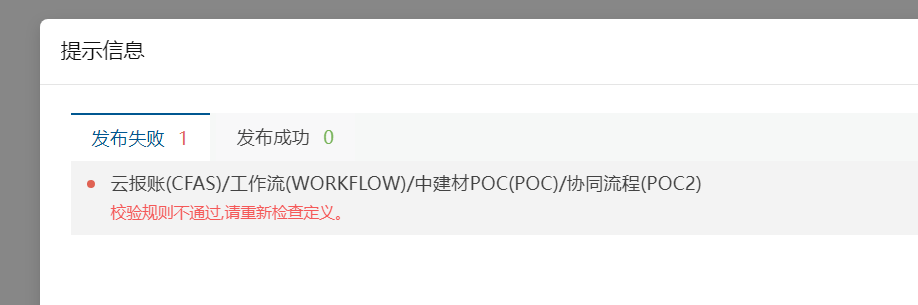 提示信息
发布失败 1 发布成功 0
云报账(CFAS)/工作流(WORKFLOW)/中建材POC(POC)/协同流程(POC2)
校验规则不通过,请重新检查定义。